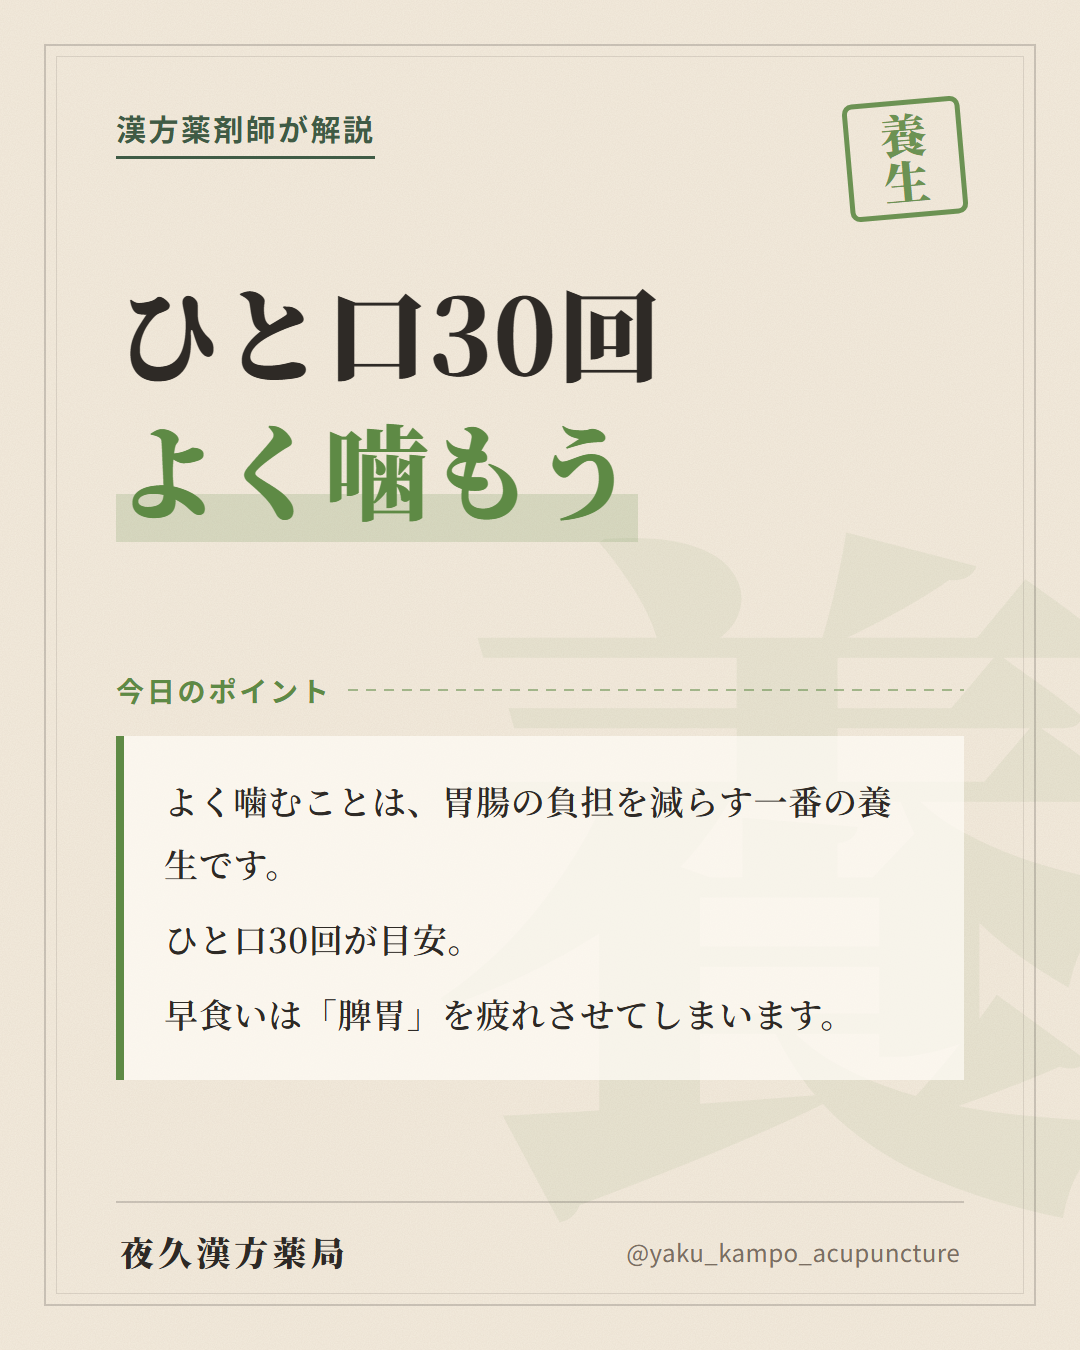 漢方薬剤師が解説
養生
ひと口30回
よく噛もう
今日のポイント
よく噛むことは、胃腸の負担を減らす一番の養
生です。
ひと口30回が目安。
早食いは「脾胃」を疲れさせてしまいます。
養
夜久漢方薬局
@yaku_kampo_acupuncture